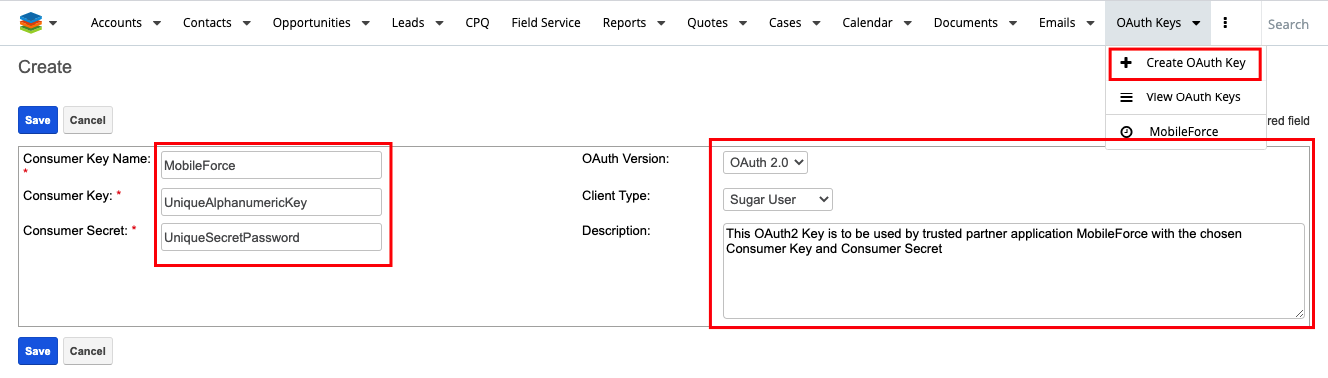 Accounts Contacts Opportunities Leads CPQ Field Service Reports Quotes Cases Calendar Documents Emails OAuth Keys Search
Create
Create OAuth Key
View OAuth Keys
MobileForce
Save Cancel
red field
Consumer Key Name: * MobileForce OAuth Version: OAuth 2.0
Consumer Key: * UniqueAlphanumericKey Client Type: Sugar User
Consumer Secret: * UniqueSecretPassword Description: This OAuth2 Key is to be used by trusted partner application MobileForce with the chosen
Consumer Key and Consumer Secret
Save Cancel